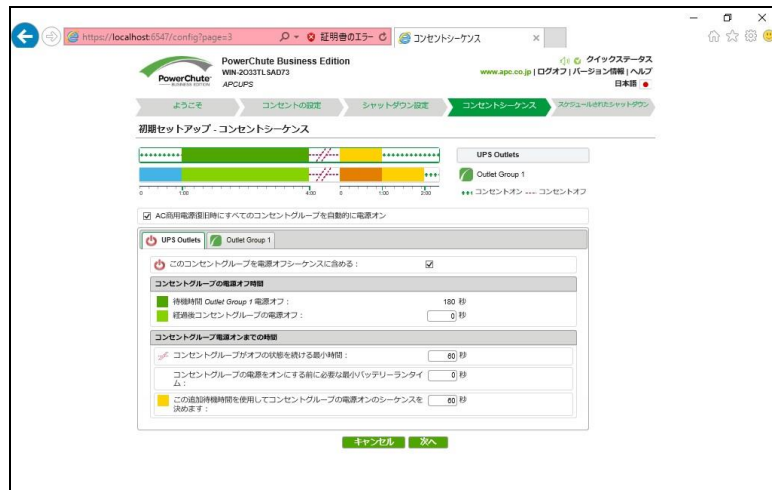 https://localhost:6547/config?page=3
証明書のエラー
コンセントシーケンス
PowerChute
BUSINESS EDITION
PowerChute Business Edition
WIN-2O33TLSAD73
APCUPS
クイックステータス
www.apc.co.jp | ログオフ | バージョン情報 | ヘルプ
日本語
ようこそ
コンセントの設定
シャットダウン設定
コンセントシーケンス
スケジュールされたシャットダウン
初期セットアップ - コンセントシーケンス
UPS Outlets
Outlet Group 1
コンセントオン
コンセントオフ
0 1:00 4:00 0 1:00 2:00
AC商用電源復旧時にすべてのコンセントグループを自動的に電源オン
UPS Outlets
Outlet Group 1
このコンセントグループを電源オフシーケンスに含める :
コンセントグループの電源オフ時間
待機時間 Outlet Group 1 電源オフ : 180 秒
経過後コンセントグループの電源オフ : 0 秒
コンセントグループ電源オンまでの時間
コンセントグループがオフの状態を続ける最小時間 : 60 秒
コンセントグループの電源をオンにする前に必要な最小バッテリーランタイ 0 秒
ム :
この追加待機時間を使用してコンセントグループの電源オンのシーケンスを 60 秒
決めます :
キャンセル
次へ